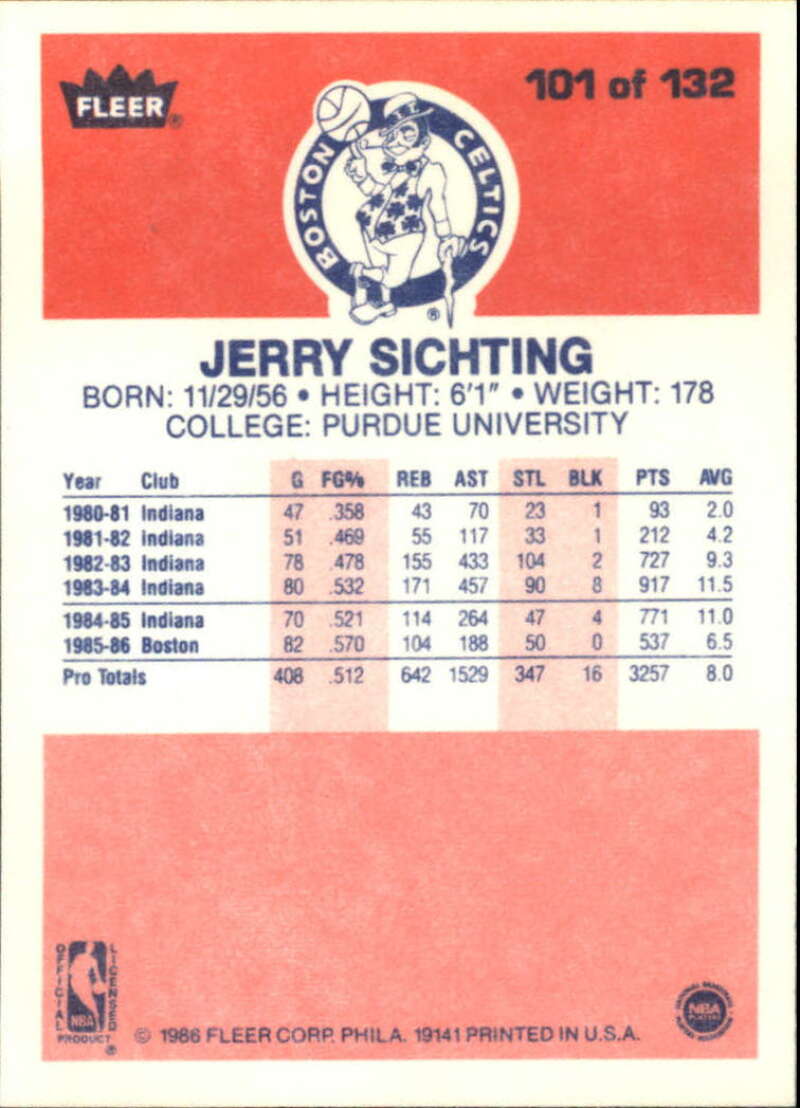 FLEER®
101 of 132
BOSTON CELTICS
®
JERRY SICHTING
BORN: 11/29/56 • HEIGHT: 6'1" • WEIGHT: 178
COLLEGE: PURDUE UNIVERSITY
Year Club G FG% REB AST STL BLK PTS AVG
1980-81 Indiana 47 .358 43 70 23 1 93 2.0
1981-82 Indiana 51 .469 55 117 33 1 212 4.2
1982-83 Indiana 78 .478 155 433 104 2 727 9.3
1983-84 Indiana 80 .532 171 457 90 8 917 11.5
1984-85 Indiana 70 .521 114 264 47 4 771 11.0
1985-86 Boston 82 .570 104 188 50 0 537 6.5
Pro Totals 408 .512 642 1529 347 16 3257 8.0
OFFICIAL LICENSED
NBA
PRODUCT
®
© 1986 FLEER CORP. PHILA. 19141 PRINTED IN U.S.A.
NATIONAL BASKETBALL
NBA
PLAYERS
PLAYERS ASSOCIATION